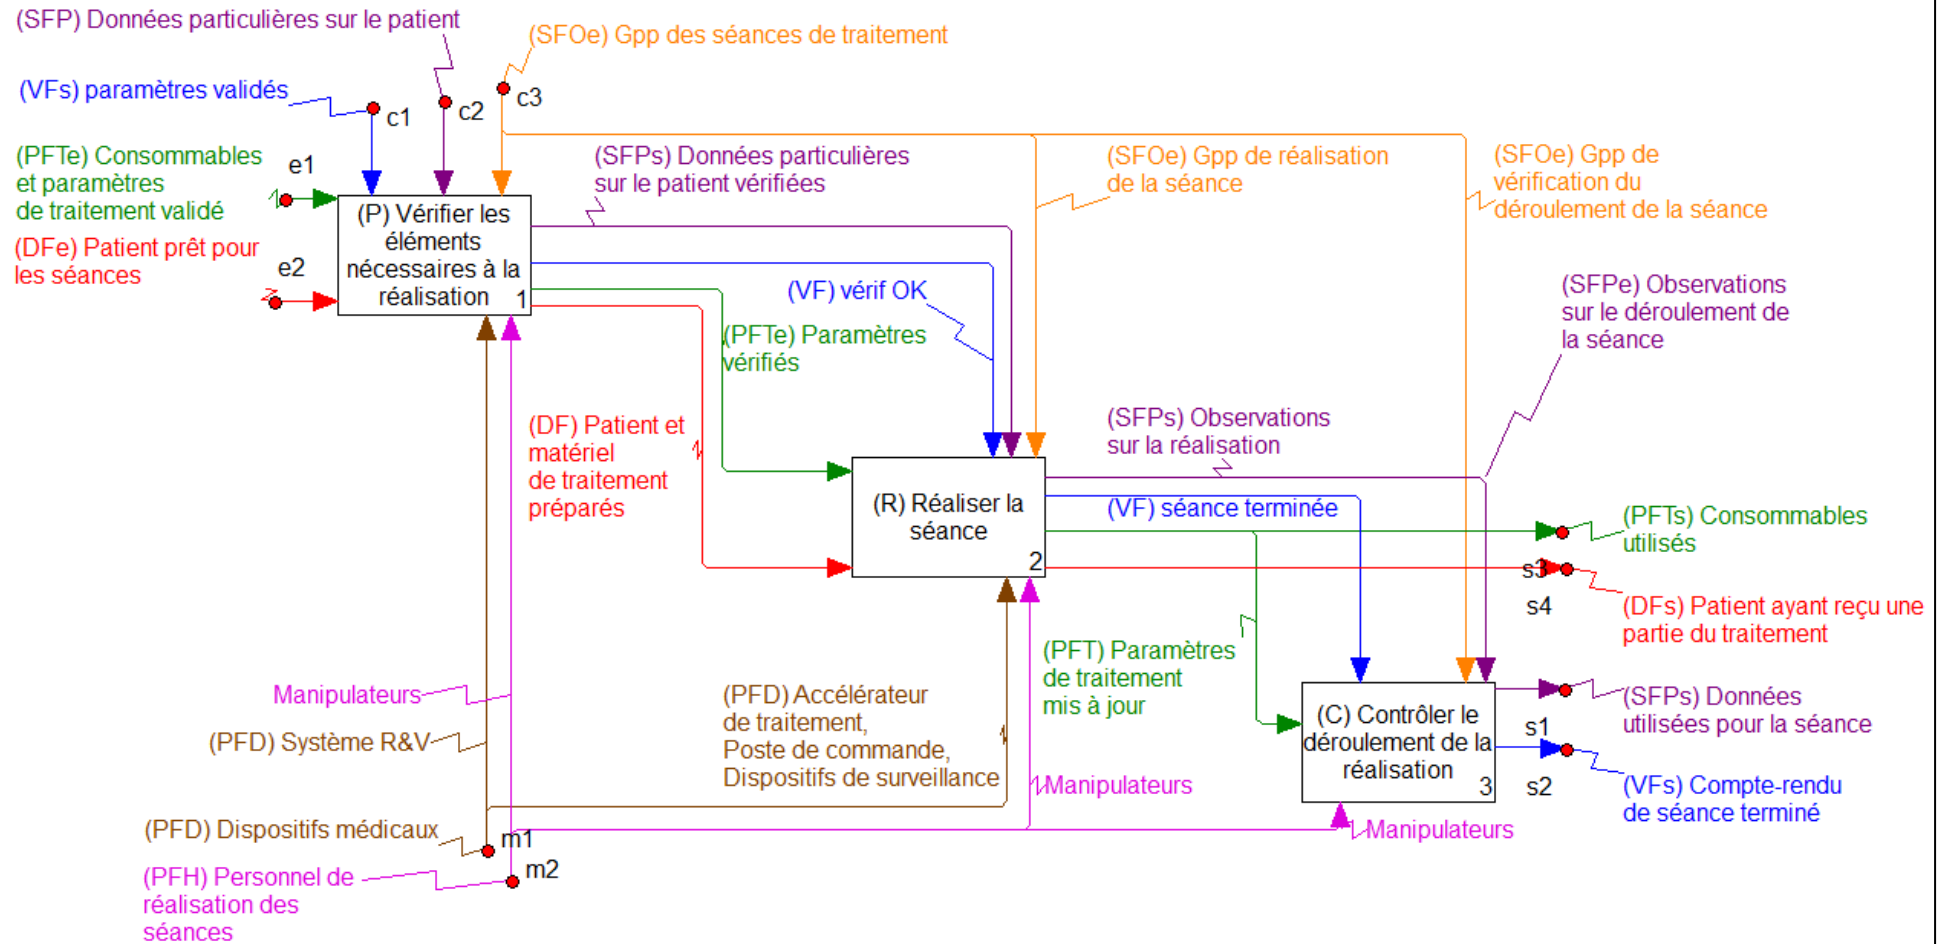 (SFP) Données particulières sur le patient
(SFOe) Gpp des séances de traitement
(VFs) paramètres validés
c1
c2
c3
(PFTe) Consommables
et paramètres
de traitement validé
e1
(DFe) Patient prêt pour
les séances
e2
(P) Vérifier les
éléments
nécessaires à la
réalisation
1
(SFPs) Données particulières
sur le patient vérifiées
(SFOe) Gpp de réalisation
de la séance
(SFOe) Gpp de
vérification du
déroulement de la séance
(VF) vérif OK
(PFTe) Paramètres
vérifiés
(SFPe) Observations
sur le déroulement de
la séance
(DF) Patient et
matériel
de traitement
préparés
(SFPs) Observations
sur la réalisation
(R) Réaliser la
séance
2
(VF) séance terminée
(PFTs) Consommables
utilisés
s3
s4
(DFs) Patient ayant reçu une
partie du traitement
(PFT) Paramètres
de traitement
mis à jour
Manipulateurs
(PFD) Système R&V
(PFD) Accélérateur
de traitement,
Poste de commande,
Dispositifs de surveillance
Manipulateurs
(C) Contrôler le
déroulement de la
réalisation
3
s1
s2
(SFPs) Données
utilisées pour la séance
(VFs) Compte-rendu
de séance terminé
(PFD) Dispositifs médicaux
m1
Manipulateurs
(PFH) Personnel de
réalisation des
séances
m2